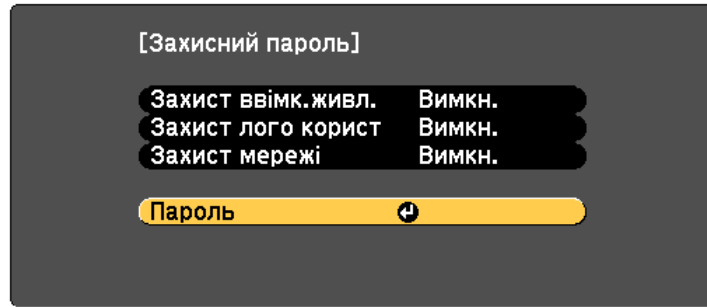 [Захисний пароль]
Захист ввімк.живл. Вимкн.
Захист лого корист Вимкн.
Захист мережі Вимкн.
Пароль